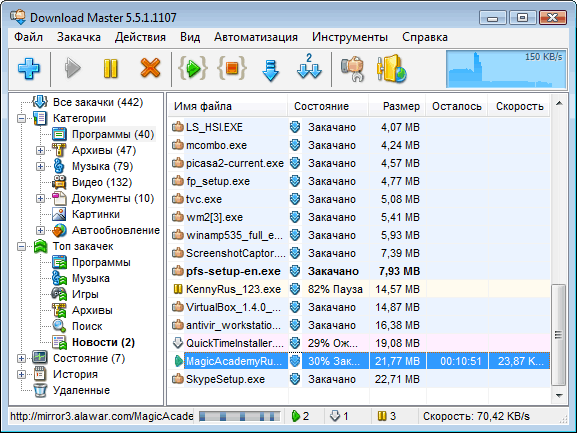 Download Master 5.5.1.1107
Файл Закачка Действия Вид Автоматизация Инструменты Справка
2
150 KB/s
Все закачки (442)
Категории
Программы (40)
Архивы (47)
Музыка (79)
Видео (132)
Документы (10)
Картинки
Автообновление
Топ закачек
Программы
Музыка
Игры
Архивы
Поиск
Новости (2)
Состояние (7)
История
Удаленные
Имя файла Состояние Размер Осталось Скорость
LS_HSI.EXE Закачано 4,07 MB
mcombo.exe Закачано 4,24 MB
picasa2-current.exe Закачано 4,57 MB
fp_setup.exe Закачано 4,77 MB
tvc.exe Закачано 5,08 MB
wm2[3].exe Закачано 5,41 MB
winamp535_full_e... Закачано 5,93 MB
ScreenshotCaptor... Закачано 7,39 MB
pfs-setup-en.exe Закачано 7,93 MB
KennyRus_123.exe 82% Пауза 14,57 MB
VirtualBox_1.4.0_... Закачано 14,87 MB
antivir_workstatio... Закачано 16,38 MB
QuickTimeInstaller... 29% Ож... 19,08 MB
MagicAcademyRu... 30% Зак... 21,77 MB 00:10:51 23,87 K...
SkypeSetup.exe Закачано 22,71 MB
http://mirror3.alawar.com/MagicAcade 2 1 3 Скорость: 70,42 KB/s